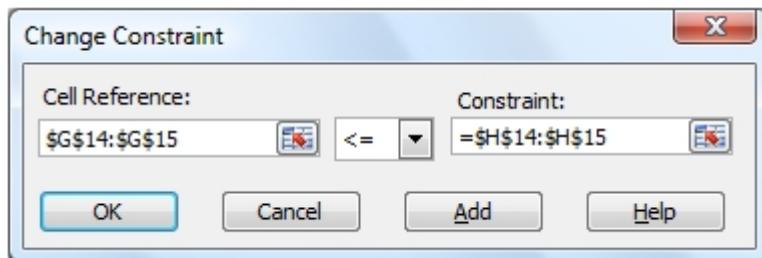 Change Constraint
Cell Reference: Constraint:
$G$14:$G$15 <= =$H$14:$H$15
OK Cancel Add Help